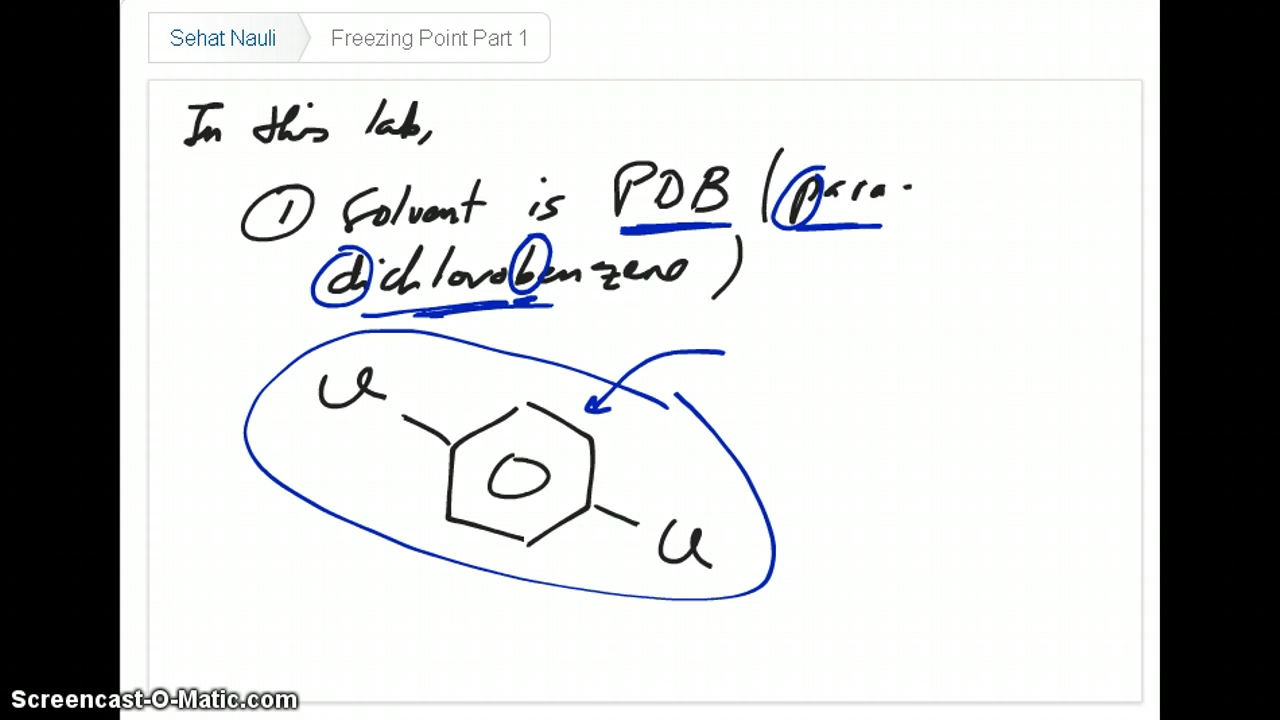 Sehat Nauli Freezing Point Part 1
In this lab,
① Solvent is PDB (para-
dichlorobenzene)
Cl
Cl
Screencast-O-Matic.com